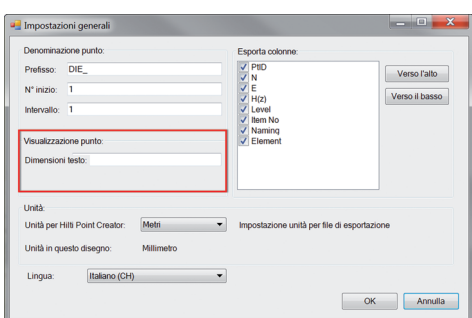 Impostazioni generali
Denominazione punto:
Prefisso: DIE_
N° inizio: 1
Intervallo: 1
Visualizzazione punto:
Dimensioni testo:
Esporta colonne:
PtID
N
E
H(z)
Level
Item No
Naming
Element
Verso l'alto
Verso il basso
Unità:
Unità per Hilti Point Creator: Metri Impostazione unità per file di esportazione
Unità in questo disegno: Millimetro
Lingua: Italiano (CH)
OK Annulla